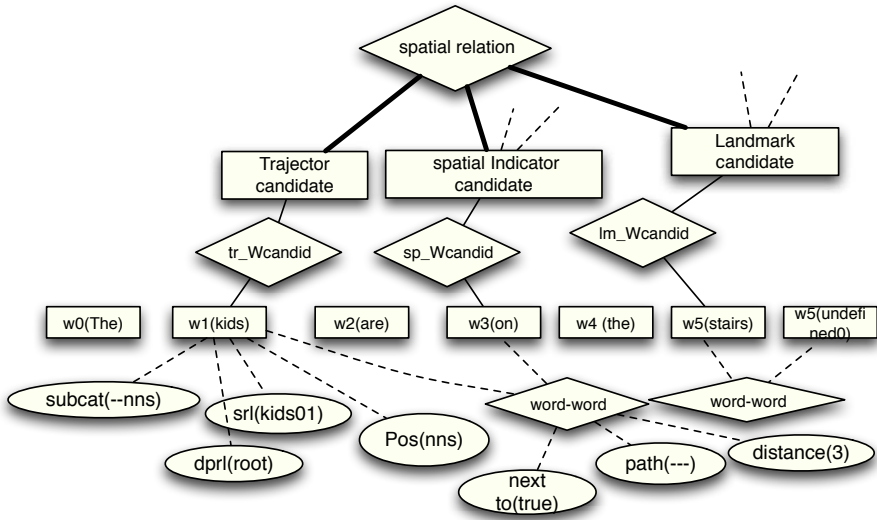 spatial relation
Trajector
candidate
spatial Indicator
candidate
Landmark
candidate
tr_Wcandid
sp_Wcandid
lm_Wcandid
w0(The)
w1(kids)
w2(are)
w3(on)
w4 (the)
w5(stairs)
w5(undefi
ned0)
subcat(--nns)
srl(kids01)
dprl(root)
Pos(nns)
word-word
word-word
next
to(true)
path(---)
distance(3)